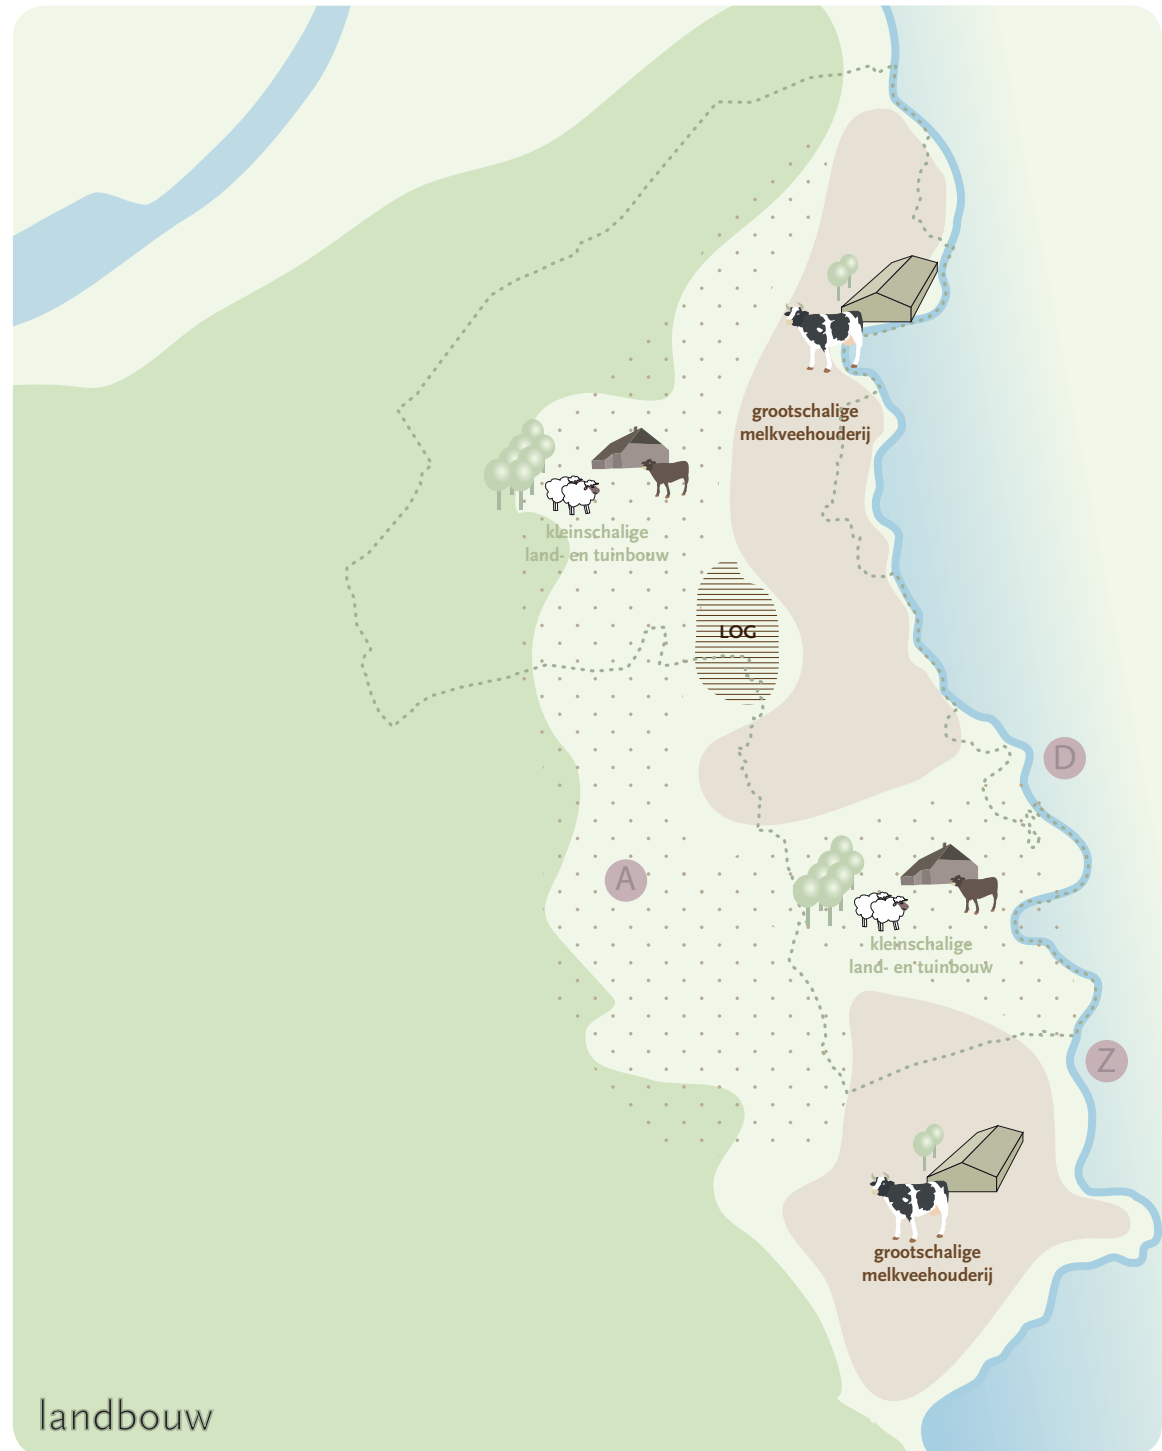 grootschalige
melkveehouderij
kleinschalige
land- en tuinbouw
LOG
D
A
kleinschalige
land- en tuinbouw
Z
grootschalige
melkveehouderij
landbouw